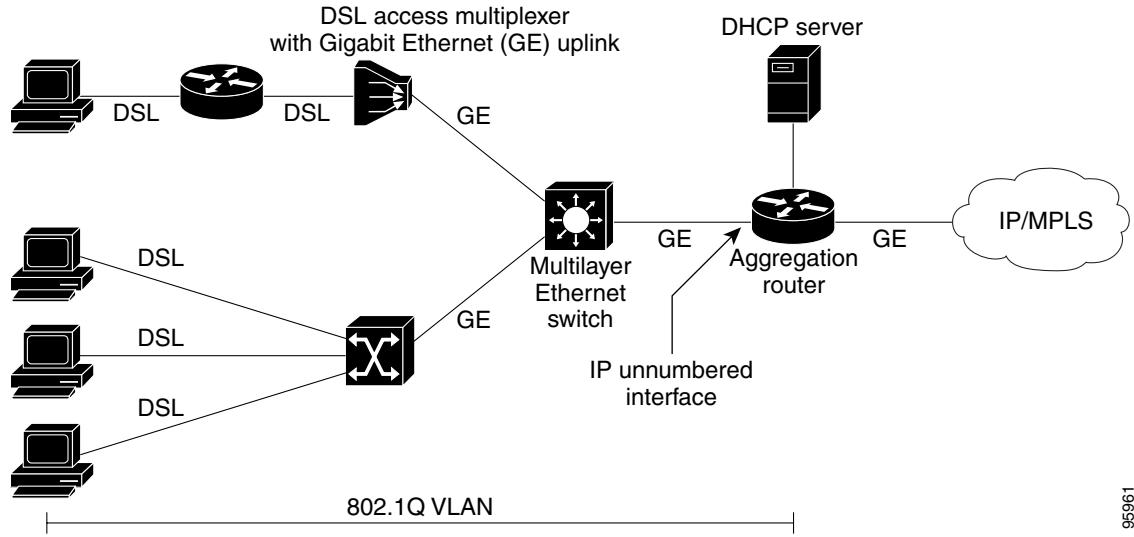 DSL access multiplexer
with Gigabit Ethernet (GE) uplink
DHCP server
DSL
DSL
GE
DSL
GE
GE
IP/MPLS
Multilayer
Ethernet
switch
Aggregation
router
DSL
GE
IP unnumbered
interface
DSL
802.1Q VLAN
95961